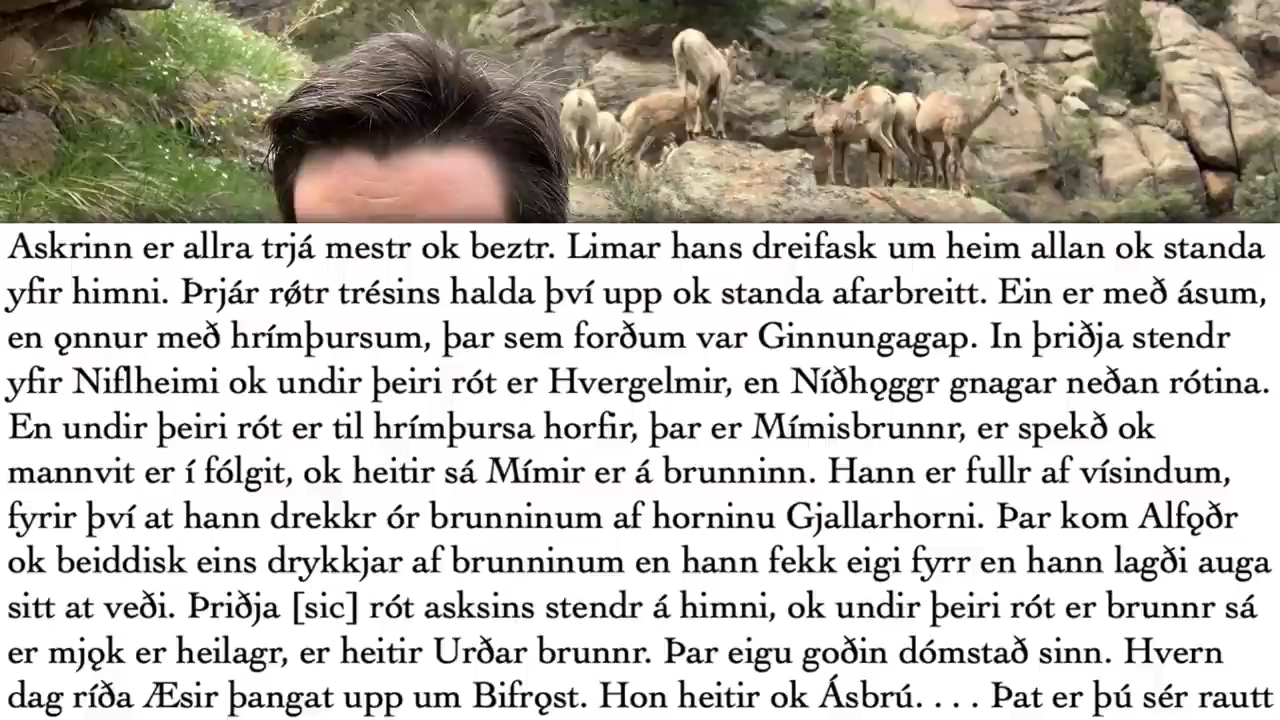 Askrinn er allra trjá mestr ok beztr. Limar hans dreifask um heim allan ok standa
yfir himni. Þrjár rǿtr trésins halda því upp ok standa afarbreitt. Ein er með ásum,
en ǫnnur með hrímþursum, þar sem forðum var Ginnungagap. In þriðja stendr
yfir Niflheimi ok undir þeiri rót er Hvergelmir, en Níðhǫggr gnagar neðan rótina.
En undir þeiri rót er til hrímþursa horfir, þar er Mímisbrunnr, er spekð ok
mannvit er í fólgit, ok heitir sá Mímir er á brunninn. Hann er fullr af vísindum,
fyrir því at hann drekkr ór brunninum af horninu Gjallarhorni. Þar kom Alfǫðr
ok beiddisk eins drykkjar af brunninum en hann fekk eigi fyrr en hann lagði auga
sitt at veði. Þriðja [sic] rót asksins stendr á himni, ok undir þeiri rót er brunnr sá
er mjǫk er heilagr, er heitir Urðar brunnr. Þar eigu goðin dómstað sinn. Hvern
dag ríða Æsir þangat upp um Bifrǫst. Hon heitir ok Ásbrú. . . . Þat er þú sér rautt